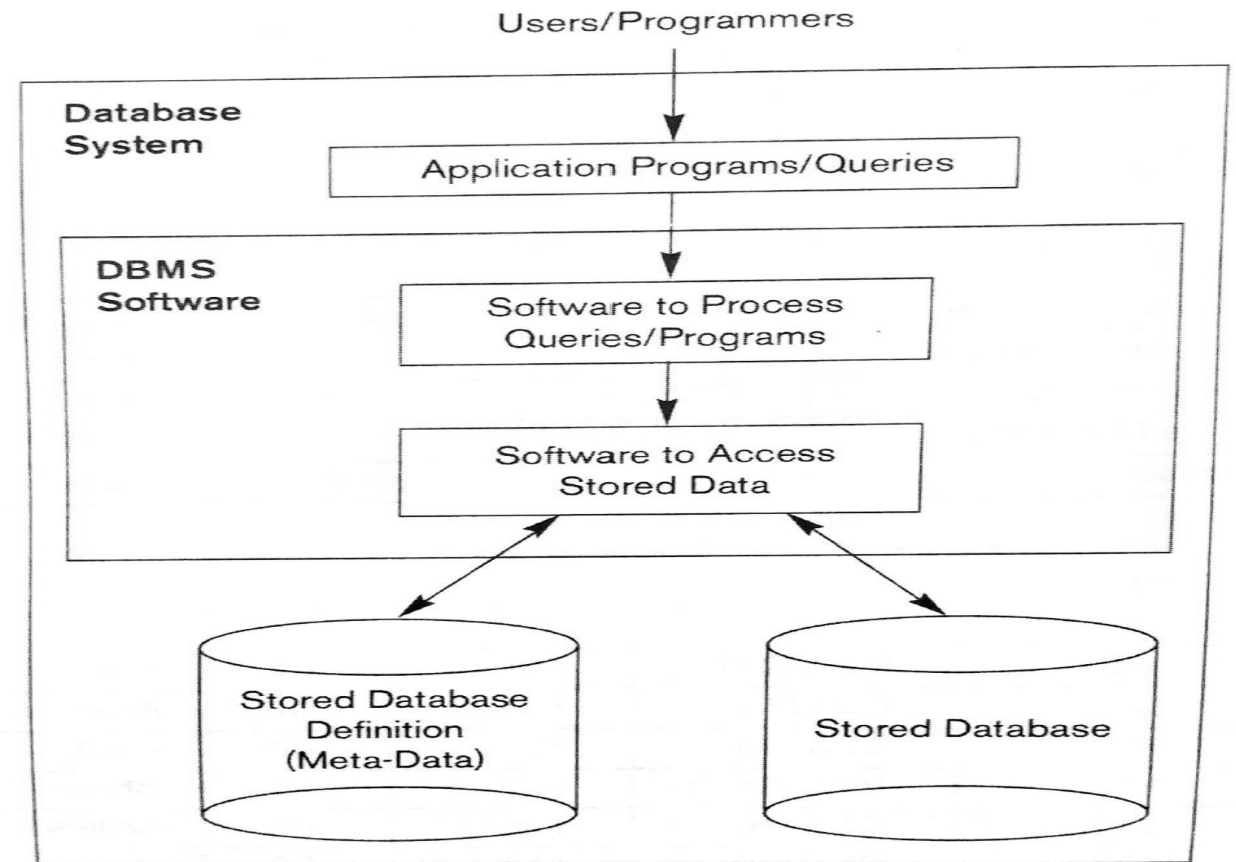 Users/Programmers
Database
System
Application Programs/Queries
DBMS
Software
Software to Process
Queries/Programs
Software to Access
Stored Data
Stored Database
Definition
(Meta-Data)
Stored Database